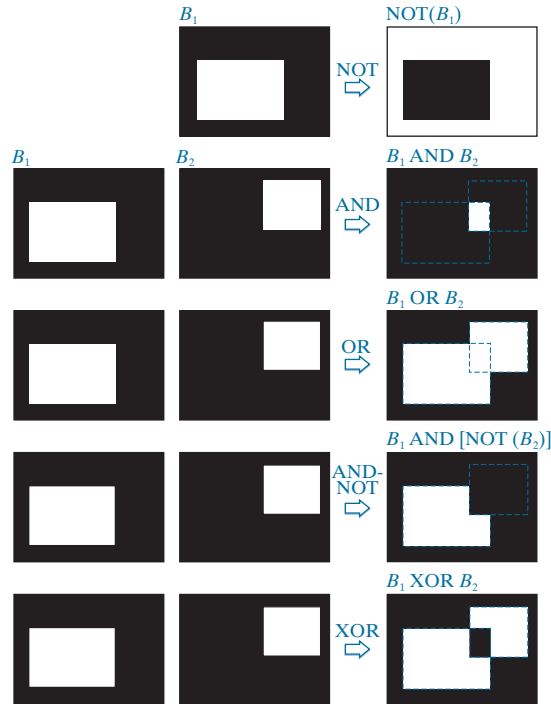 B₁
NOT(B₁)
NOT
B₁
B₂
B₁ AND B₂
AND
B₁ OR B₂
OR
B₁ AND [NOT (B₂)]
AND-
NOT
B₁ XOR B₂
XOR